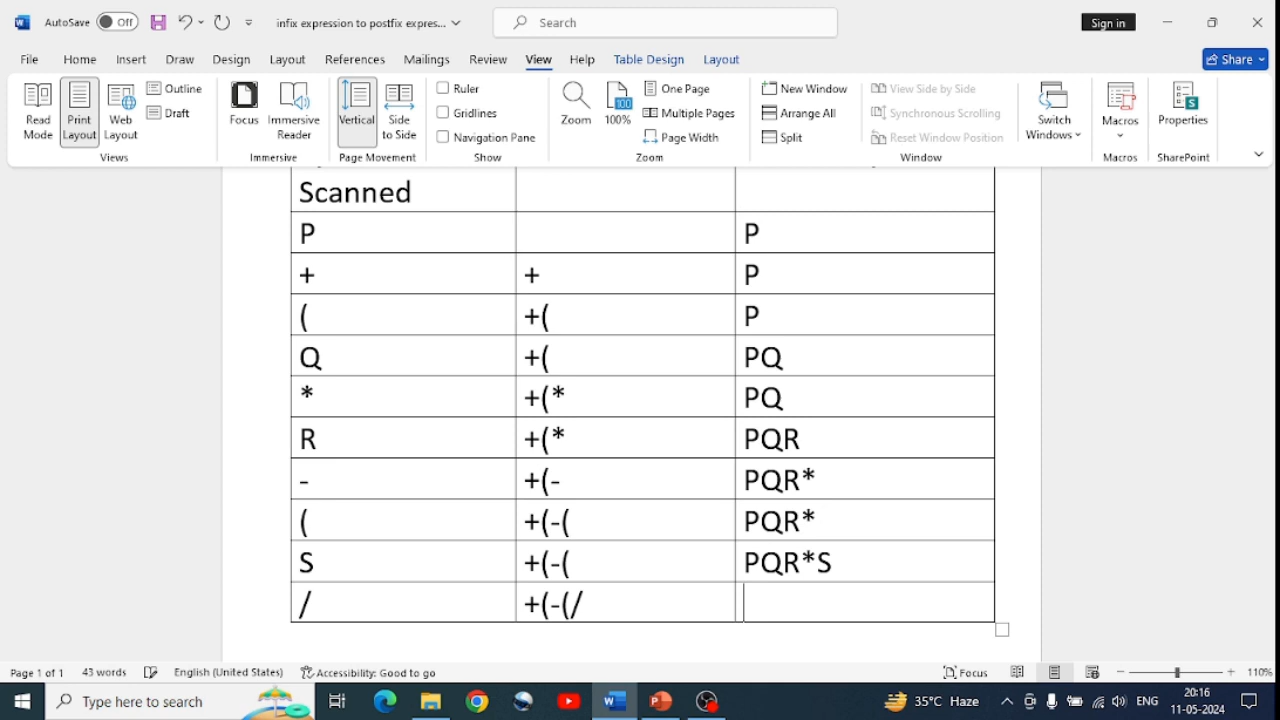 AutoSave Off infix expression to postfix expres... Search Sign in
File Home Insert Draw Design Layout References Mailings Review View Help Table Design Layout Share
Read Mode Print Layout Web Layout Outline Draft Views
Focus Immersive Reader Immersive
Vertical Side to Side Page Movement
Ruler Gridlines Navigation Pane Show
Zoom 100% One Page Multiple Pages Page Width Zoom
New Window Arrange All Split View Side by Side Synchronous Scrolling Reset Window Position Switch Windows Window
Macros Macros
Properties SharePoint
Scanned
P P
+ + P
( +( P
Q +( PQ
* +(* PQ
R +(* PQR
- +(- PQR*
( +(-( PQR*
S +(-( PQR*S
/ +(-(/
Page 1 of 1 43 words English (United States) Accessibility: Good to go Focus 110%
Type here to search 35°C Haze ENG 20:16
11-05-2024